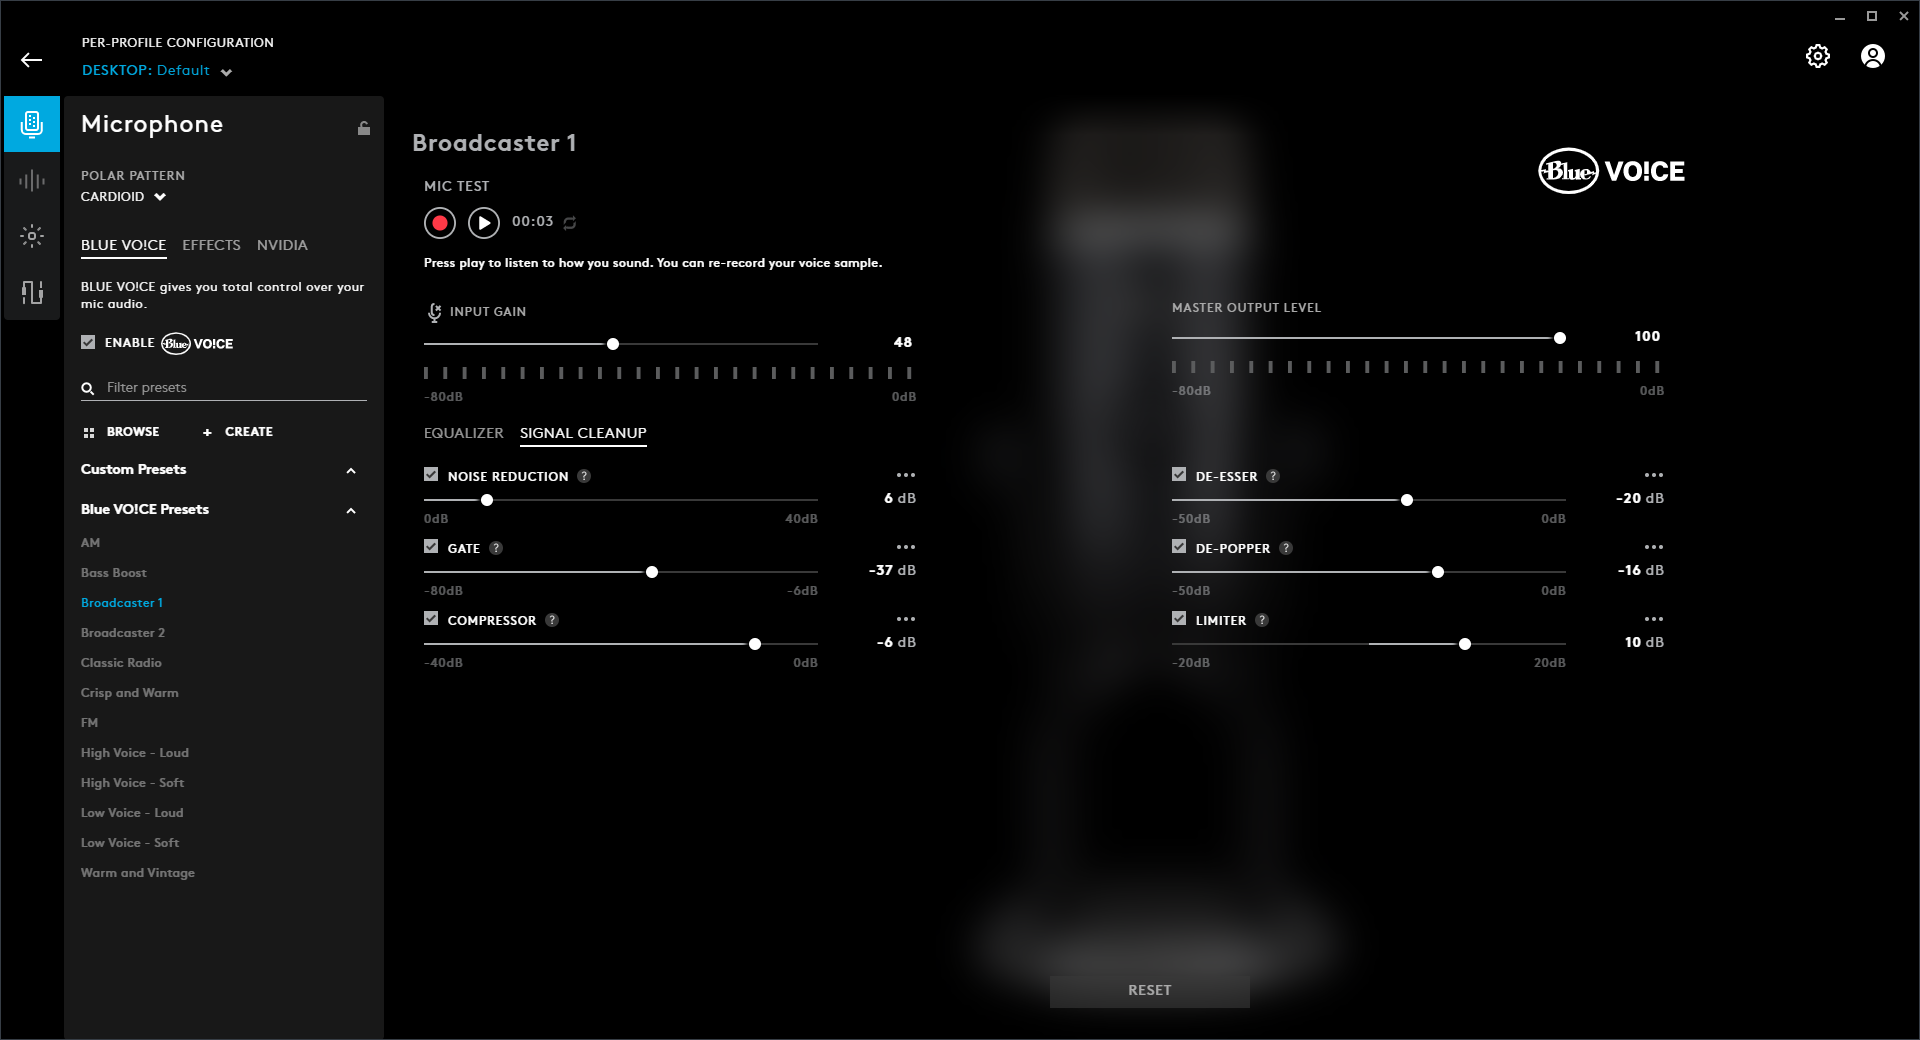 PER-PROFILE CONFIGURATION
DESKTOP: Default
Microphone
POLAR PATTERN
CARDIOID
BLUE VO!CE EFFECTS NVIDIA
BLUE VO!CE gives you total control over your
mic audio.
ENABLE Blue VO!CE
Filter presets
BROWSE + CREATE
Custom Presets
Blue VO!CE Presets
AM
Bass Boost
Broadcaster 1
Broadcaster 2
Classic Radio
Crisp and Warm
FM
High Voice - Loud
High Voice - Soft
Low Voice - Loud
Low Voice - Soft
Warm and Vintage
Broadcaster 1
Blue VO!CE
MIC TEST
00:03
Press play to listen to how you sound. You can re-record your voice sample.
INPUT GAIN
48
-80dB 0dB
MASTER OUTPUT LEVEL
100
-80dB 0dB
EQUALIZER SIGNAL CLEANUP
NOISE REDUCTION ?
6 dB
0dB 40dB
GATE ?
-37 dB
-80dB -6dB
COMPRESSOR ?
-6 dB
-40dB 0dB
DE-ESSER ?
-20 dB
-50dB 0dB
DE-POPPER ?
-16 dB
-50dB 0dB
LIMITER ?
10 dB
-20dB 20dB
RESET